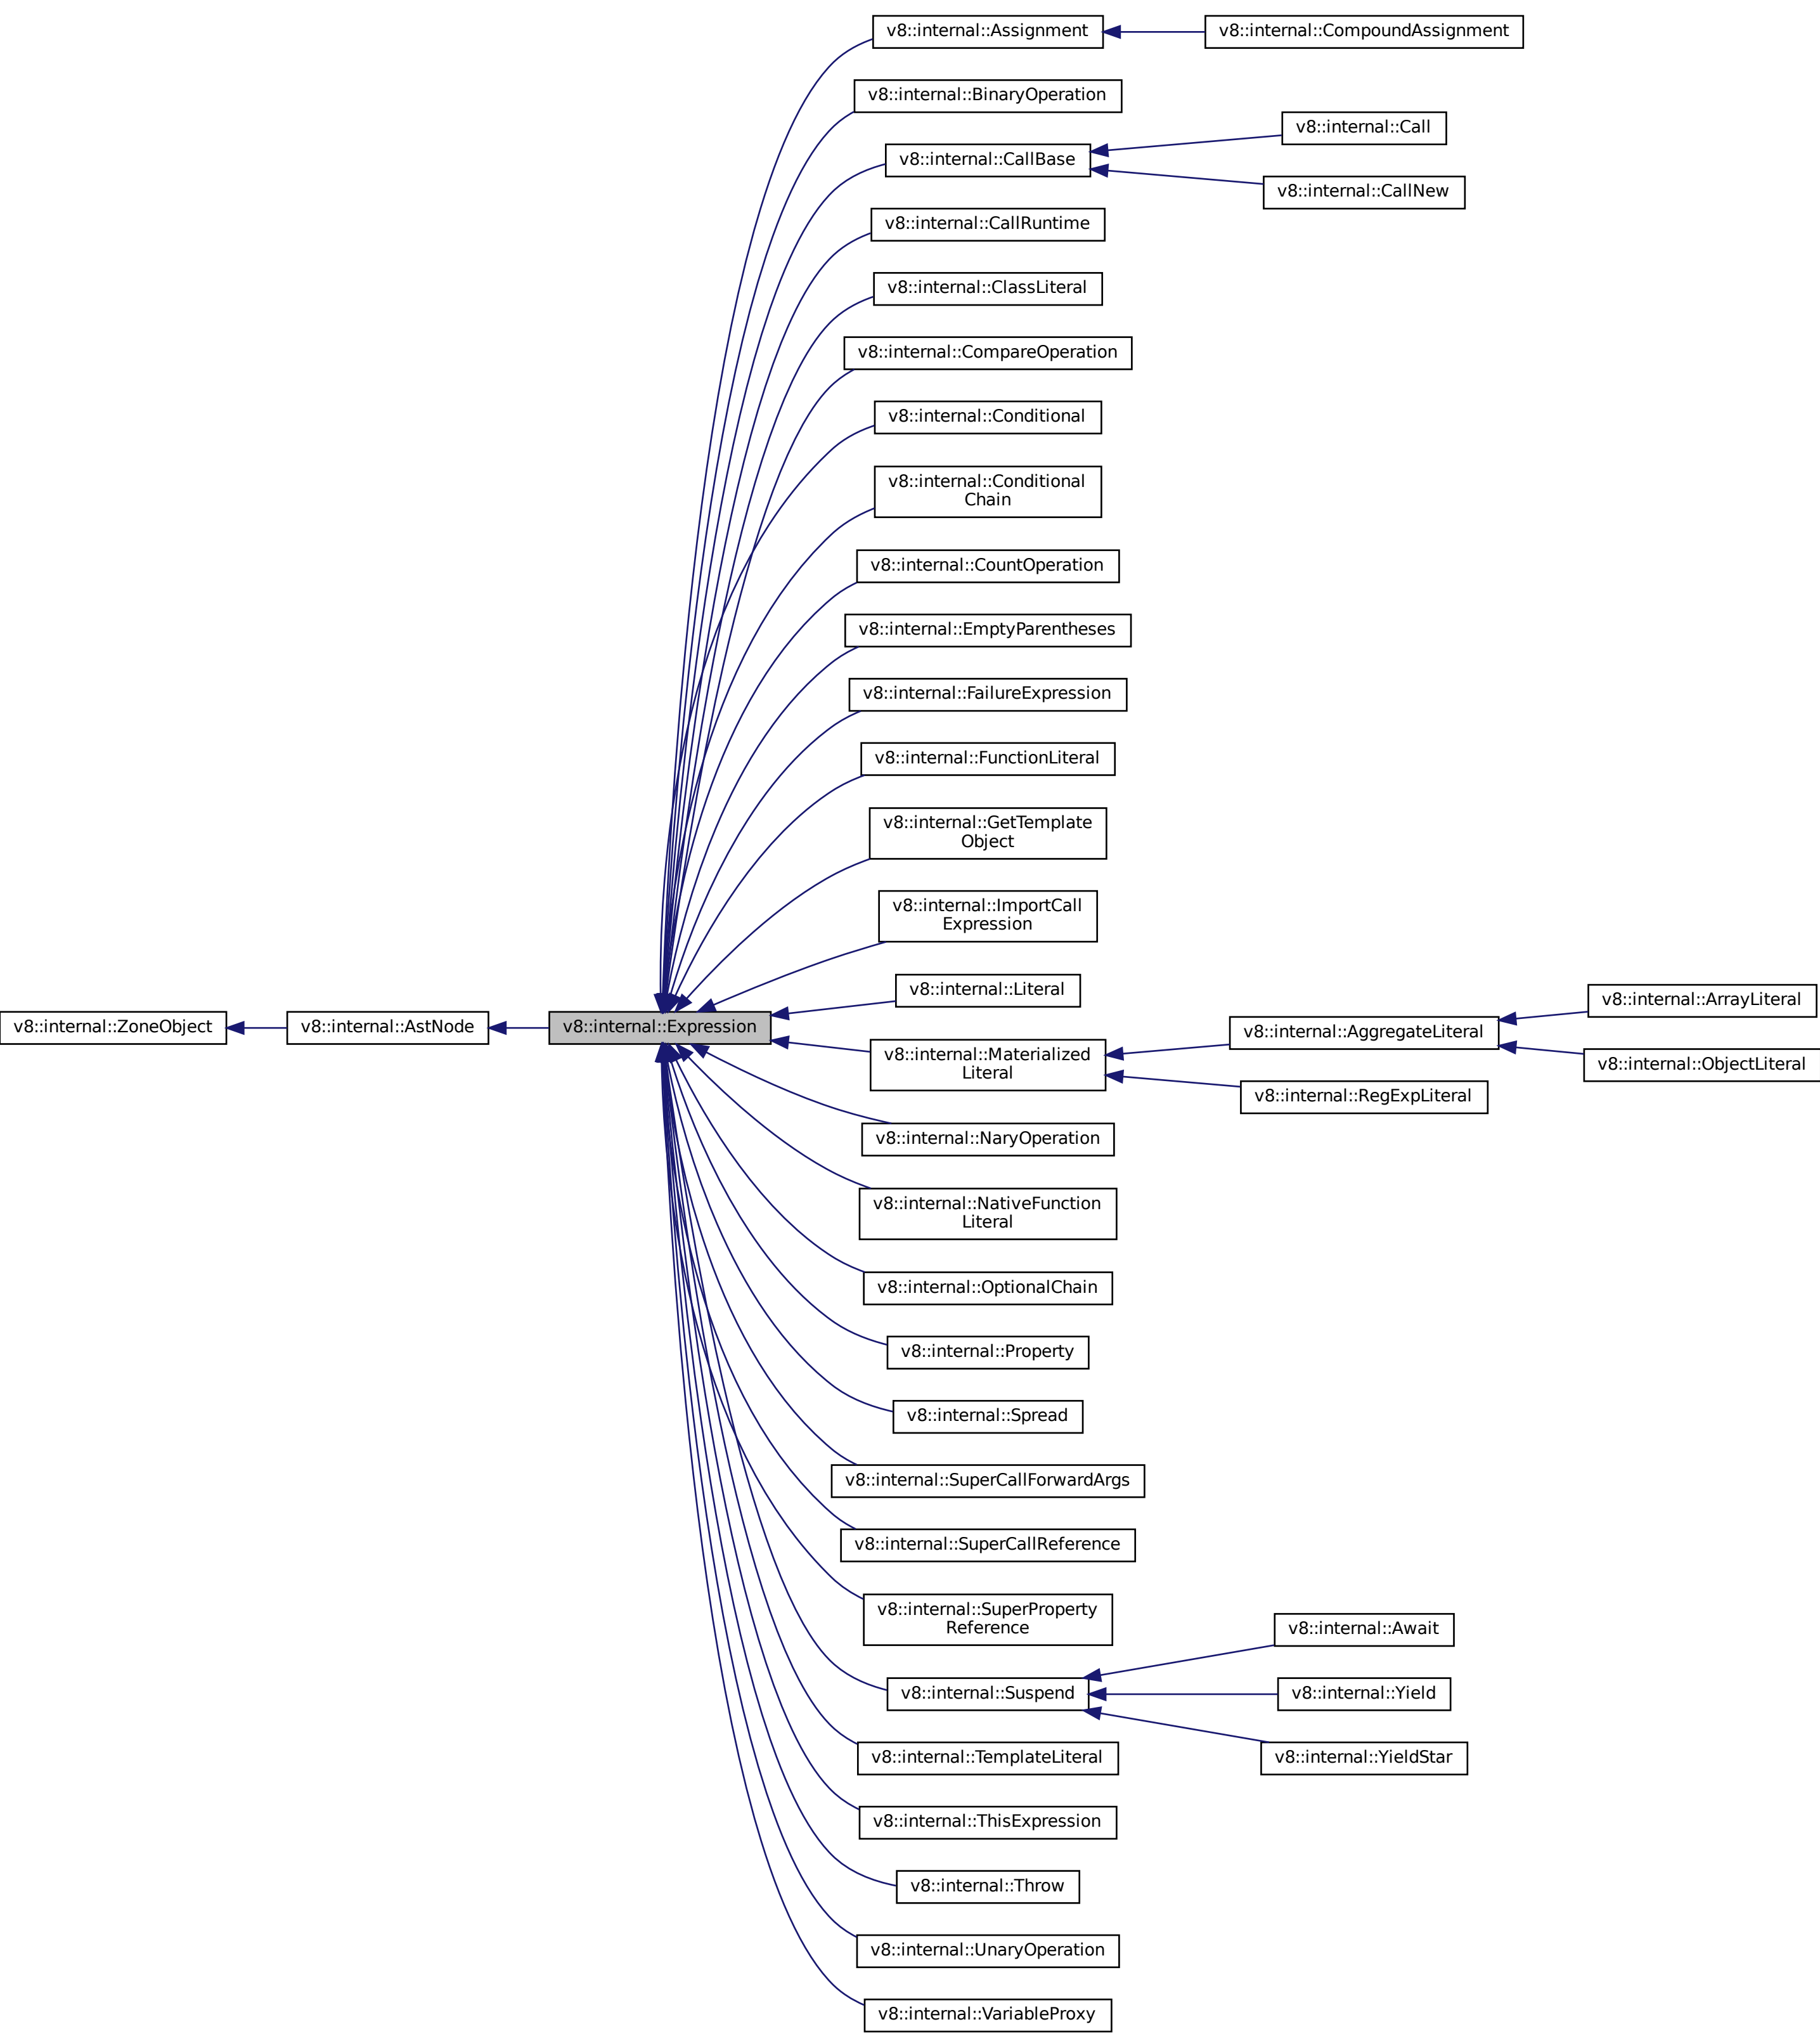 v8::internal::Assignment
v8::internal::CompoundAssignment
v8::internal::BinaryOperation
v8::internal::Call
v8::internal::CallBase
v8::internal::CallNew
v8::internal::CallRuntime
v8::internal::ClassLiteral
v8::internal::CompareOperation
v8::internal::Conditional
v8::internal::Conditional
Chain
v8::internal::CountOperation
v8::internal::EmptyParentheses
v8::internal::FailureExpression
v8::internal::FunctionLiteral
v8::internal::GetTemplate
Object
v8::internal::ImportCall
Expression
v8::internal::Literal
v8::internal::ArrayLiteral
v8::internal::ZoneObject
v8::internal::AstNode
v8::internal::Expression
v8::internal::AggregateLiteral
v8::internal::Materialized
Literal
v8::internal::ObjectLiteral
v8::internal::RegExpLiteral
v8::internal::NaryOperation
v8::internal::NativeFunction
Literal
v8::internal::OptionalChain
v8::internal::Property
v8::internal::Spread
v8::internal::SuperCallForwardArgs
v8::internal::SuperCallReference
v8::internal::SuperProperty
Reference
v8::internal::Await
v8::internal::Suspend
v8::internal::Yield
v8::internal::TemplateLiteral
v8::internal::YieldStar
v8::internal::ThisExpression
v8::internal::Throw
v8::internal::UnaryOperation
v8::internal::VariableProxy